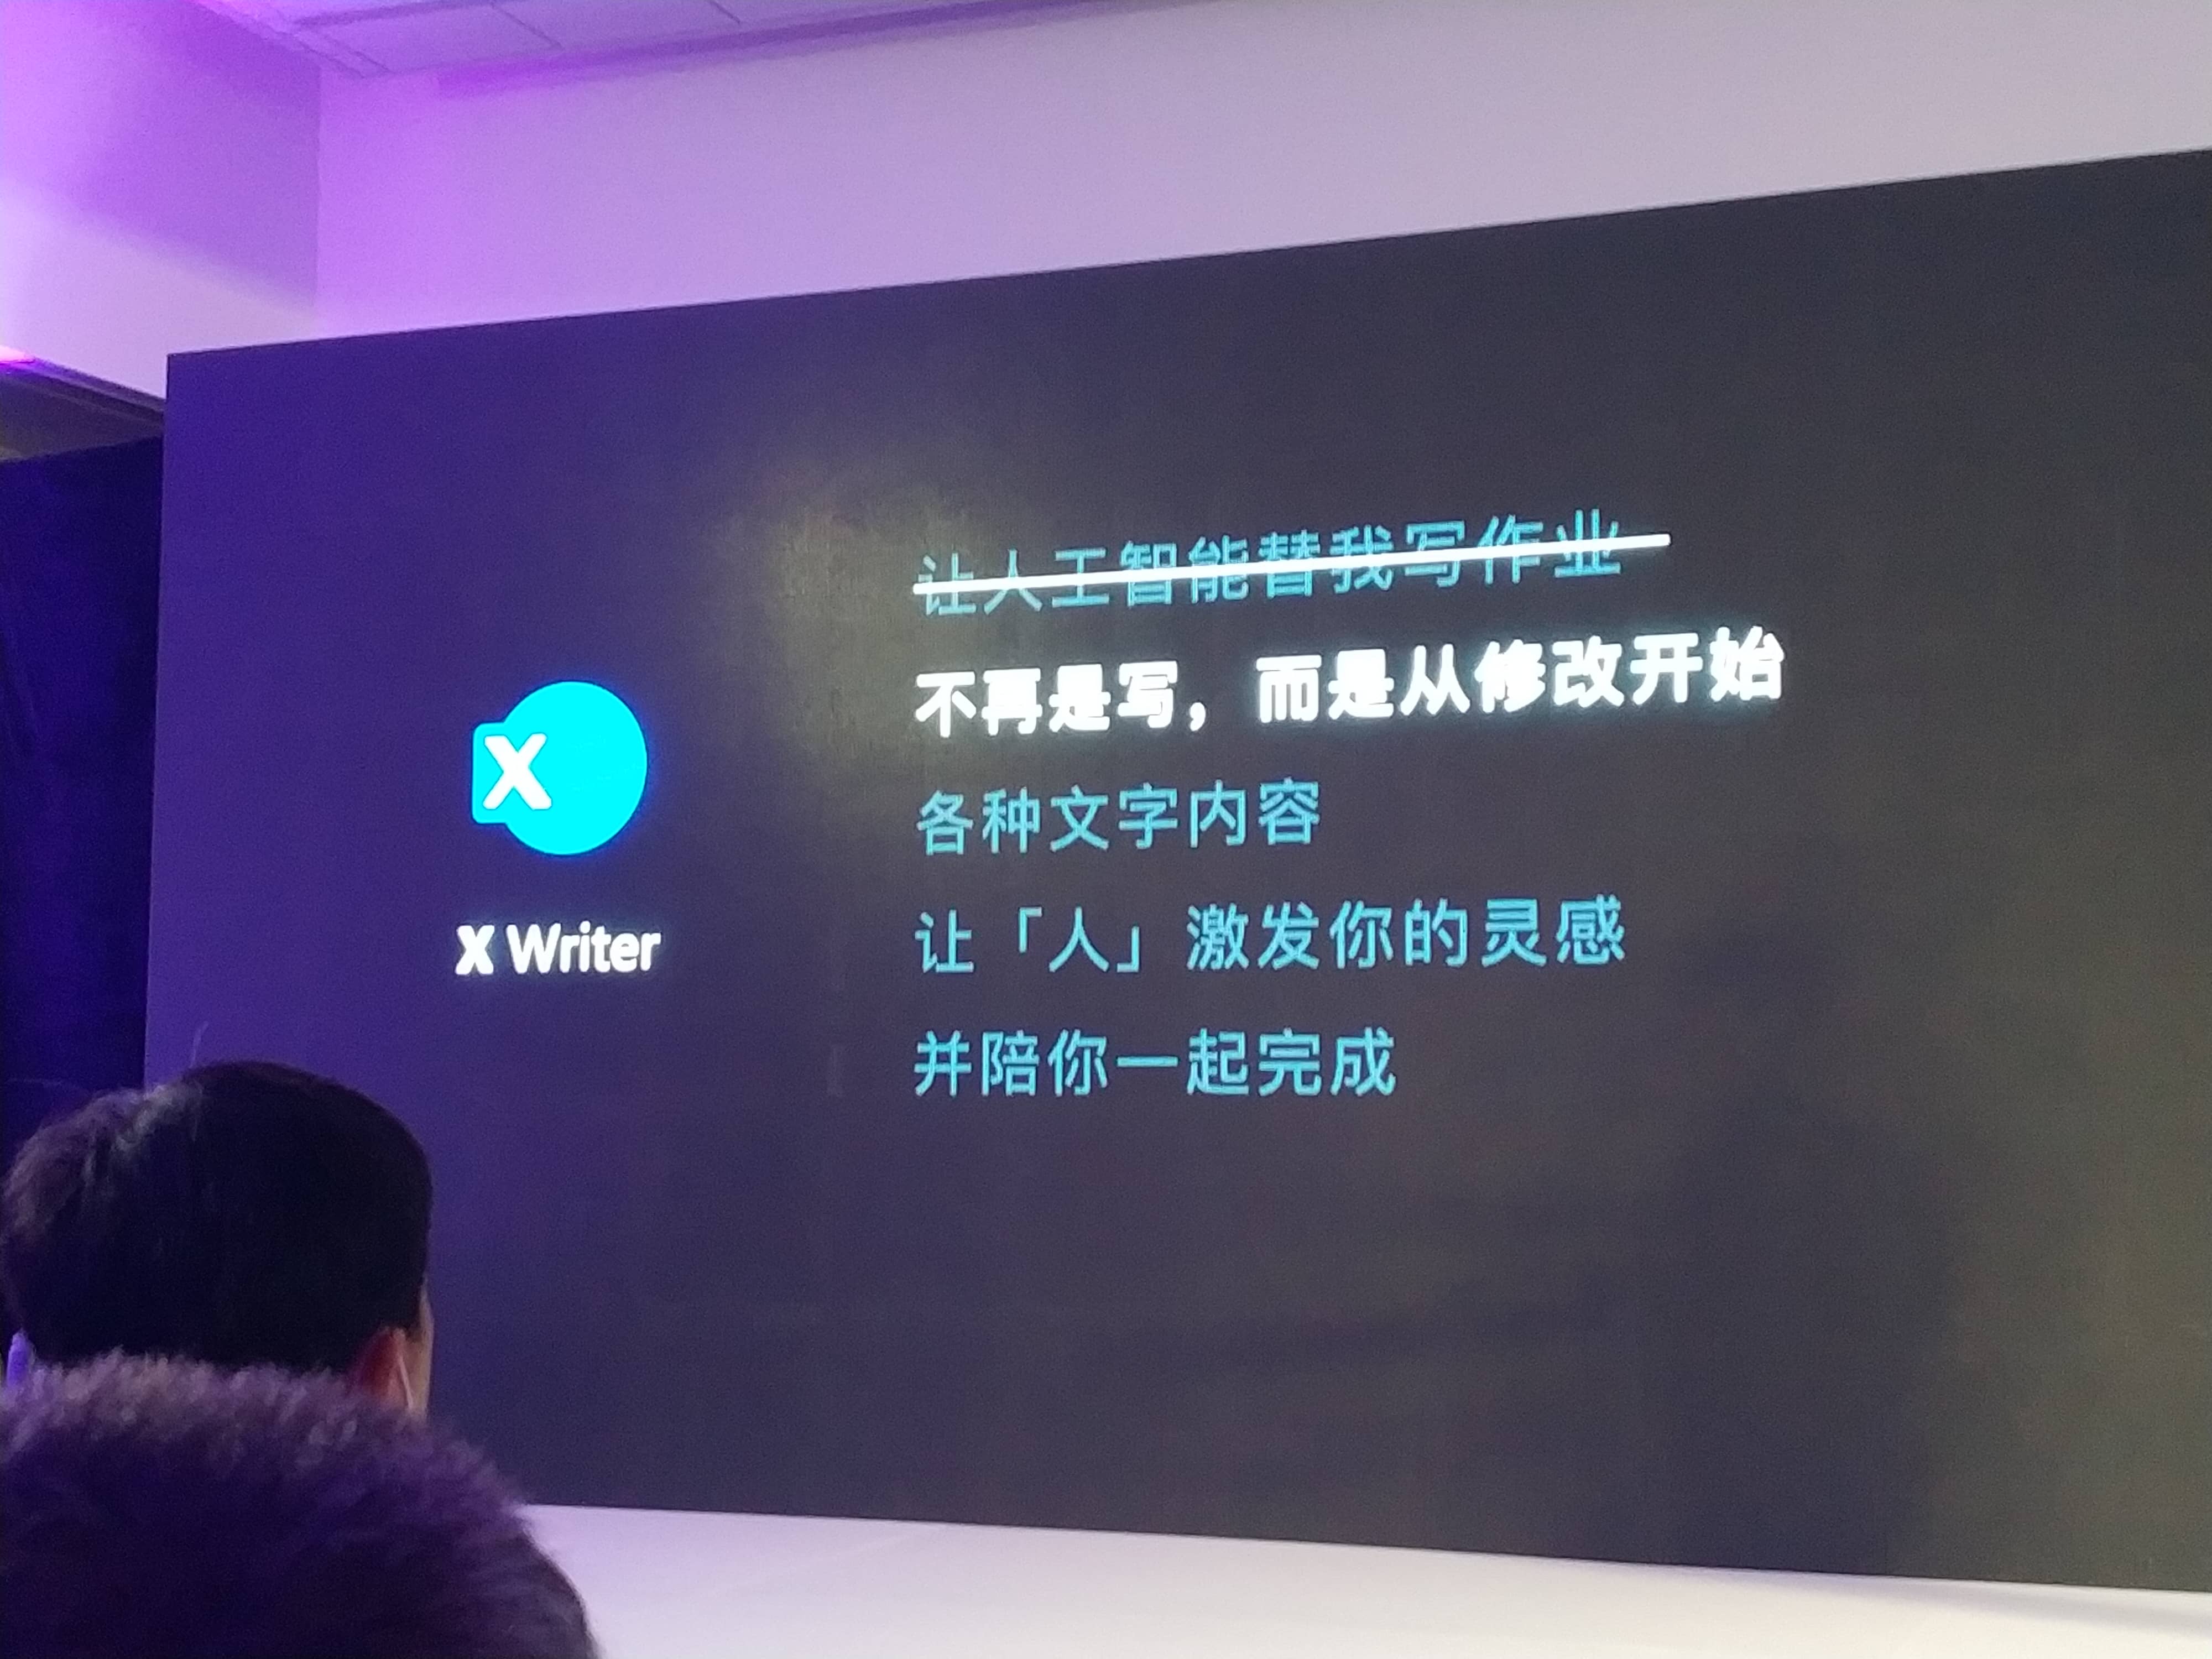 让人工智能替我写作业
不再是写，而是从修改开始
各种文字内容
让「人」激发你的灵感
并陪你一起完成
X
X Writer